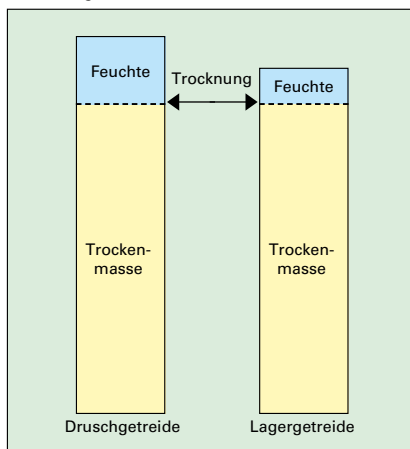 Feuchte
Trocknung
Feuchte
Trocken-
masse
Trocken-
masse
Druschgetreide
Lagergetreide